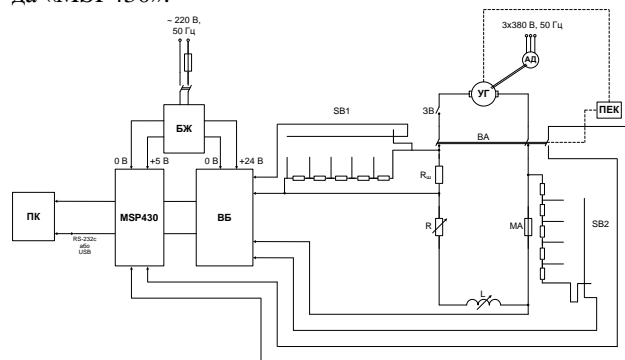 да «MSP430».
~ 220 В,
50 Гц
3х380 В, 50 Гц
АД
УГ
ПЕК
SB1
ЗВ
ВА
БЖ
0 В
+5 В
0 В
+24 В
Rш
ПК
MSP430
ВБ
R
МА
SB2
RS-232c
або
USB
L